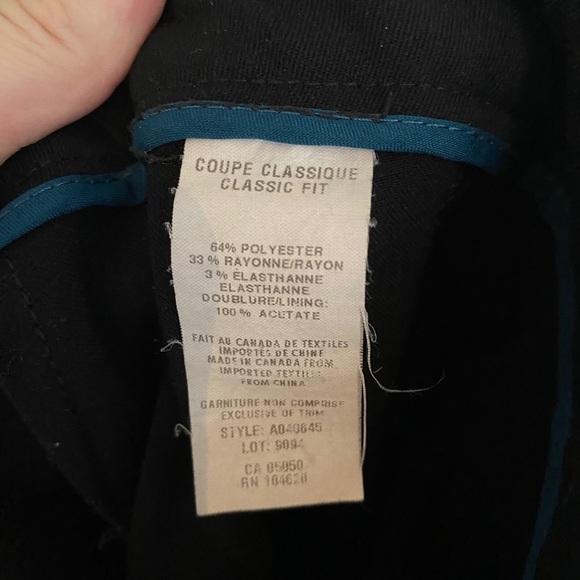 COUPE CLASSIQUE
CLASSIC FIT
64% POLYESTER
33 % RAYONNE/RAYON
3 % ÉLASTHANNE
ELASTHANNE
DOUBLURE/LINING:
100 % ACETATE
FAIT AU CANADA DE TEXTILES
IMPORTÉS DE CHINE
MADE IN CANADA FROM
IMPORTED TEXTILES
FROM CHINA
GARNITURE NON COMPRISE
EXCLUSIVE OF TRIM
STYLE: A040645
LOT: 9094
CA 05050
RN 104620